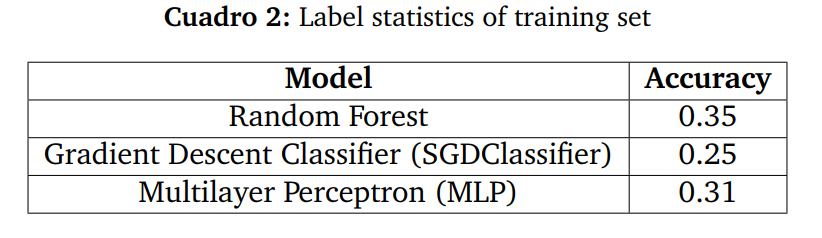 Cuadro 2: Label statistics of training set
Model Accuracy
Random Forest 0.35
Gradient Descent Classifier (SGDClassifier) 0.25
Multilayer Perceptron (MLP) 0.31